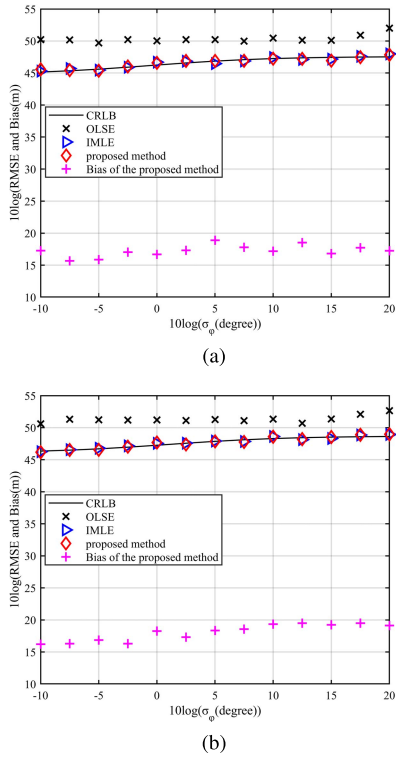 55
50
45
40
35
30
25
20
15
10
10log(RMSE and Bias(m))
CRLB
OLSE
IMLE
proposed method
Bias of the proposed method
-10 -5 0 5 10 15 20
10log(σφ(degree))
(a)
55
50
45
40
35
30
25
20
15
10
10log(RMSE and Bias(m))
CRLB
OLSE
IMLE
proposed method
Bias of the proposed method
-10 -5 0 5 10 15 20
10log(σφ(degree))
(b)